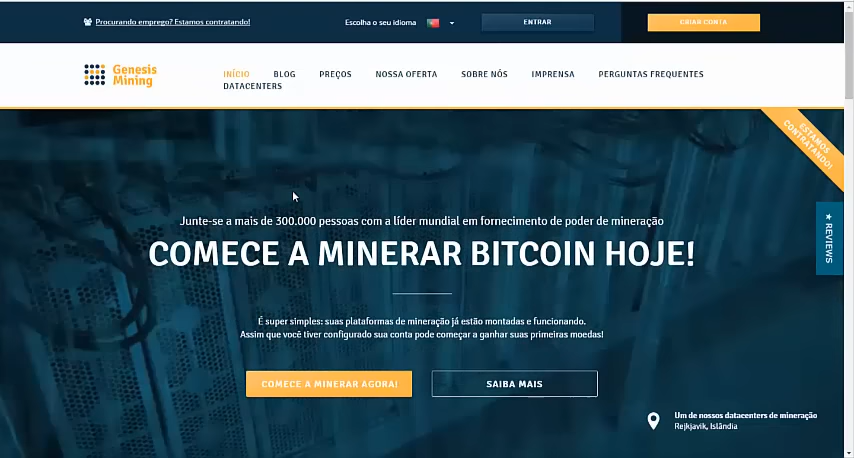 Procurando emprego? Estamos contratando!
Escolha o seu idioma
ENTRAR
CRIAR CONTA
Genesis
Mining
INÍCIO BLOG PREÇOS NOSSA OFERTA SOBRE NÓS IMPRENSA PERGUNTAS FREQUENTES
DATACENTERS
ESTAMOS
CONTRATANDO!
★ REVIEWS
Junte-se a mais de 300.000 pessoas com a líder mundial em fornecimento de poder de mineração
COMECE A MINERAR BITCOIN HOJE!
É super simples: suas plataformas de mineração já estão montadas e funcionando.
Assim que você tiver configurado sua conta pode começar a ganhar suas primeiras moedas!
COMECE A MINERAR AGORA!
SAIBA MAIS
Um de nossos datacenters de mineração
Rejkjavik, Islândia